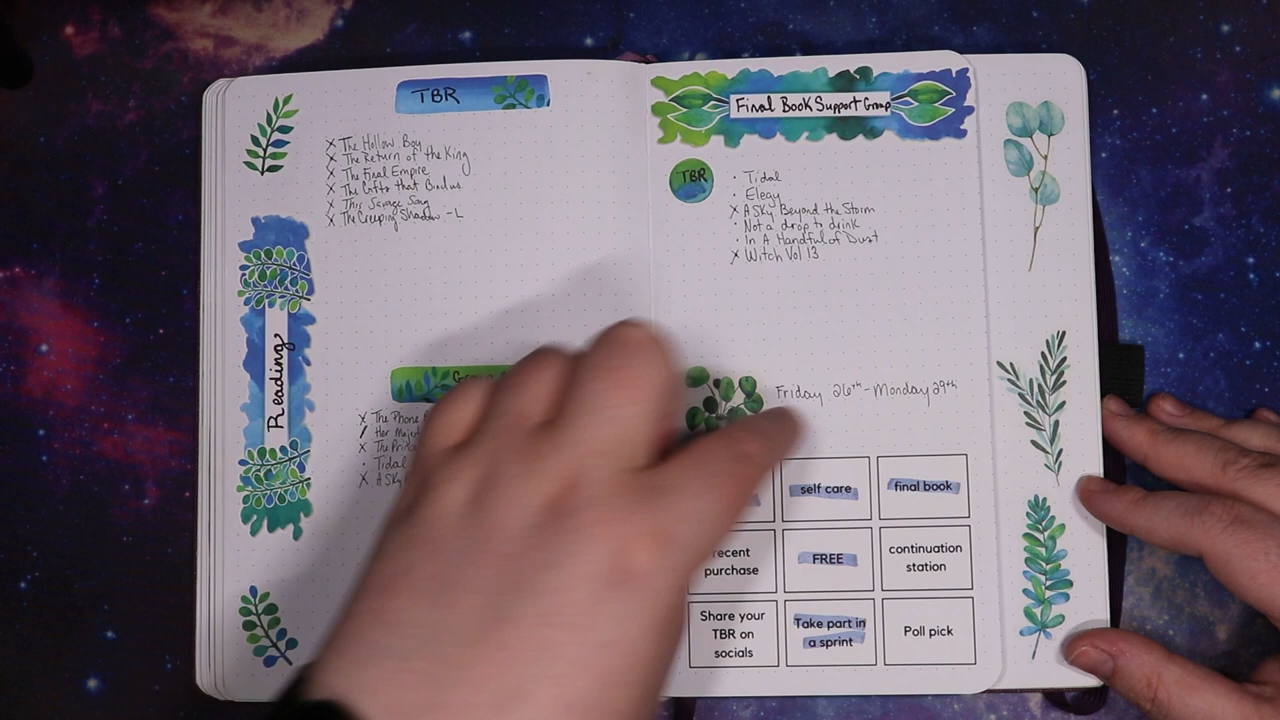 TBR
X The Hollow Boy
X The Return of the King
X The Final Empire
X The Gifts that Bind us
X This Savage Song
X The Creeping Shadow - L
Reading
X The Phone
/ Her
X The
· Tidal
X A Sky
Final Book Support Group
TBR
· Tidal
· Elegy
X A Sky Beyond the Storm
· Not a drop to drink
· In A Handful of Dust
X Witch Vol 13
Friday 26th - Monday 29th
self care
final book
recent
purchase
FREE
continuation
station
Share your
TBR on
socials
Take part in
a sprint
Poll pick